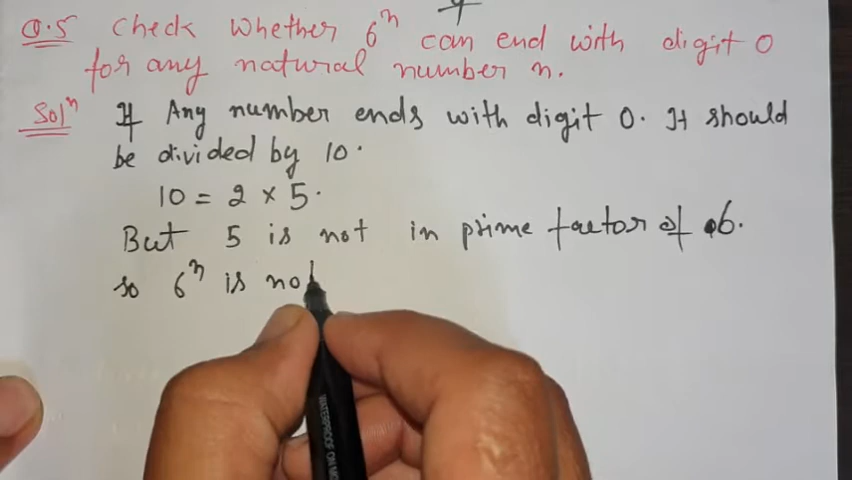 Q.5 Check whether 6ⁿ can end with digit 0
for any natural number n.
Solⁿ If Any number ends with digit 0. It should
be divided by 10.
10 = 2 × 5.
But 5 is not in prime factor of 6.
so 6ⁿ is not